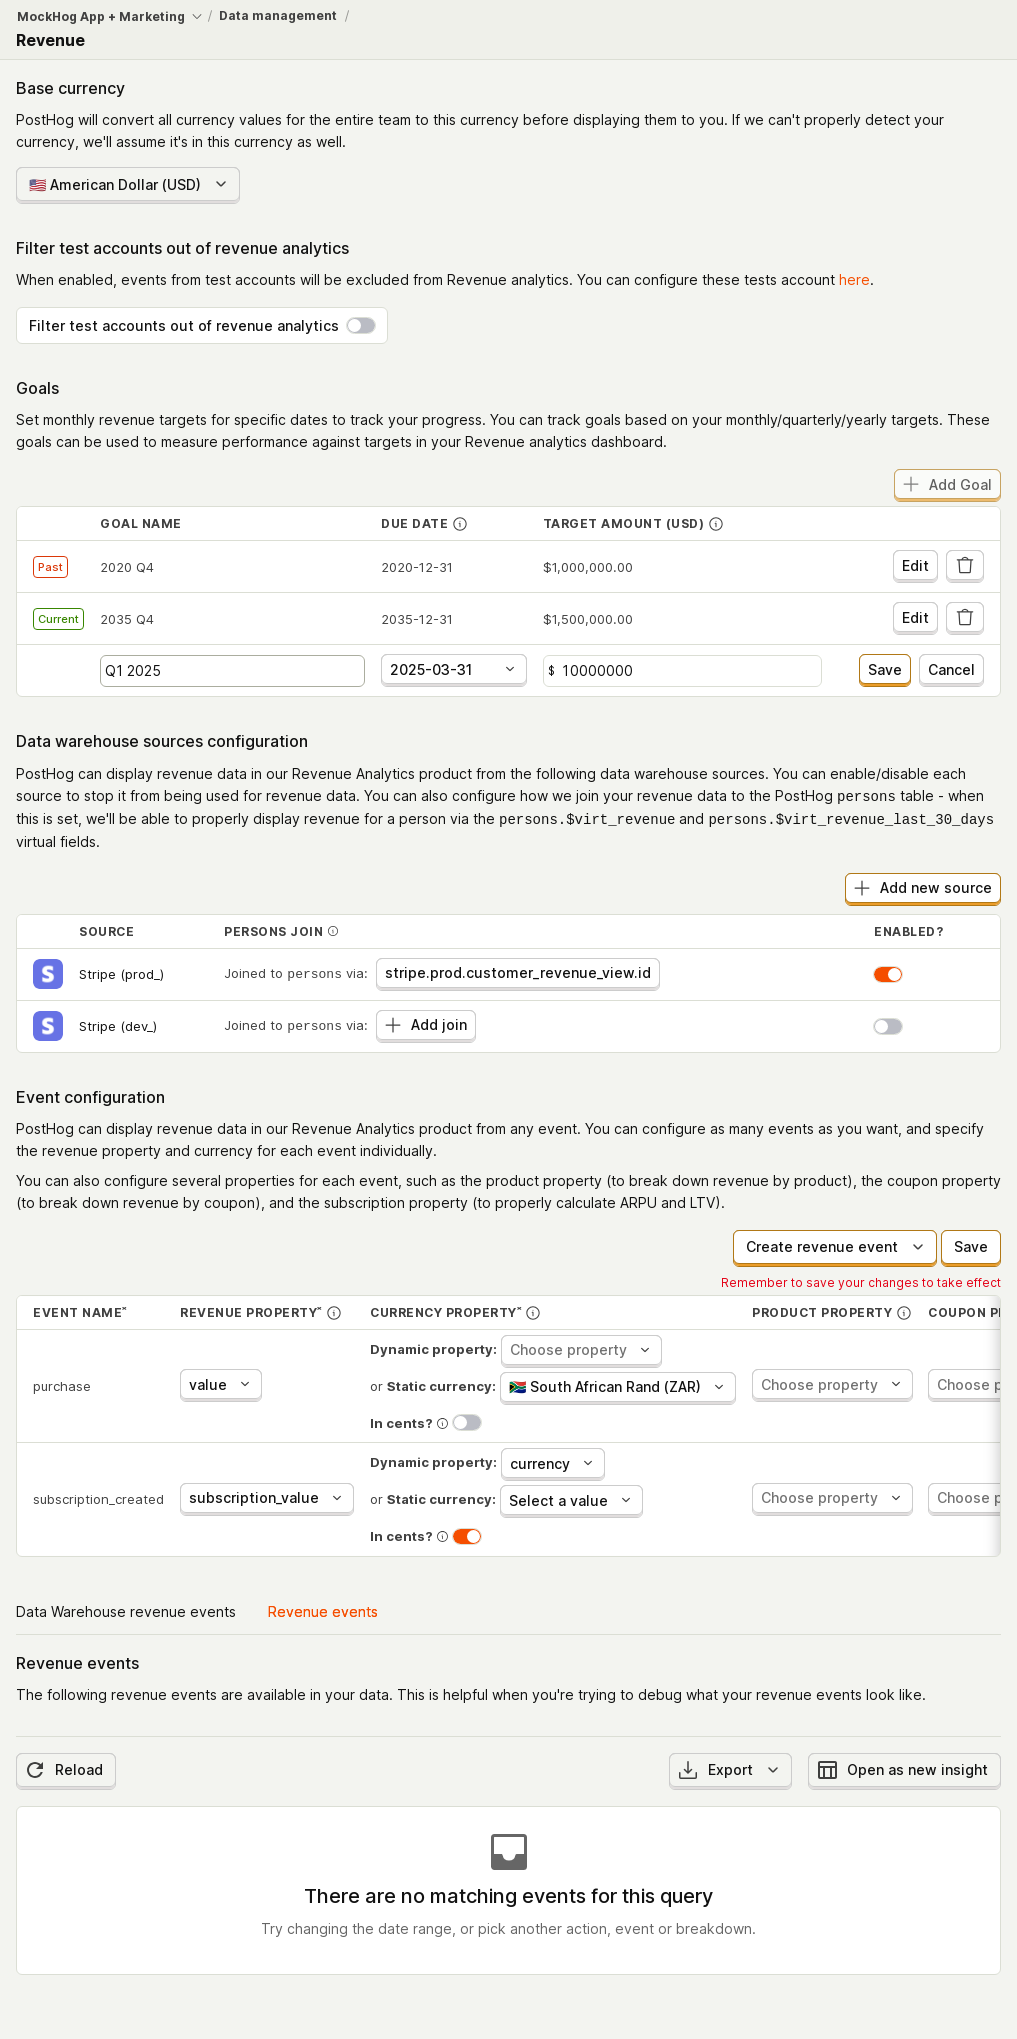 MockHog App + Marketing / Data management /
Revenue
Base currency
PostHog will convert all currency values for the entire team to this currency before displaying them to you. If we can't properly detect your
currency, we'll assume it's in this currency as well.
🇺🇸 American Dollar (USD)
Filter test accounts out of revenue analytics
When enabled, events from test accounts will be excluded from Revenue analytics. You can configure these tests account here.
Filter test accounts out of revenue analytics
Goals
Set monthly revenue targets for specific dates to track your progress. You can track goals based on your monthly/quarterly/yearly targets. These
goals can be used to measure performance against targets in your Revenue analytics dashboard.
Add Goal
GOAL NAME DUE DATE TARGET AMOUNT (USD)
Past 2020 Q4 2020-12-31 $1,000,000.00 Edit
Current 2035 Q4 2035-12-31 $1,500,000.00 Edit
Q1 2025 2025-03-31 $ 10000000 Save Cancel
Data warehouse sources configuration
PostHog can display revenue data in our Revenue Analytics product from the following data warehouse sources. You can enable/disable each
source to stop it from being used for revenue data. You can also configure how we join your revenue data to the PostHog persons table - when
this is set, we'll be able to properly display revenue for a person via the persons.$virt_revenue and persons.$virt_revenue_last_30_days
virtual fields.
Add new source
SOURCE PERSONS JOIN ENABLED?
S Stripe (prod_) Joined to persons via: stripe.prod.customer_revenue_view.id
S Stripe (dev_) Joined to persons via: Add join
Event configuration
PostHog can display revenue data in our Revenue Analytics product from any event. You can configure as many events as you want, and specify
the revenue property and currency for each event individually.
You can also configure several properties for each event, such as the product property (to break down revenue by product), the coupon property
(to break down revenue by coupon), and the subscription property (to properly calculate ARPU and LTV).
Create revenue event Save
Remember to save your changes to take effect
EVENT NAME* REVENUE PROPERTY* CURRENCY PROPERTY* PRODUCT PROPERTY COUPON
Dynamic property: Choose property
purchase value or Static currency: 🇿🇦 South African Rand (ZAR) Choose property Choose
In cents?
Dynamic property: currency
subscription_created subscription_value or Static currency: Select a value Choose property Choose
In cents?
Data Warehouse revenue events Revenue events
Revenue events
The following revenue events are available in your data. This is helpful when you're trying to debug what your revenue events look like.
Reload Export Open as new insight
There are no matching events for this query
Try changing the date range, or pick another action, event or breakdown.